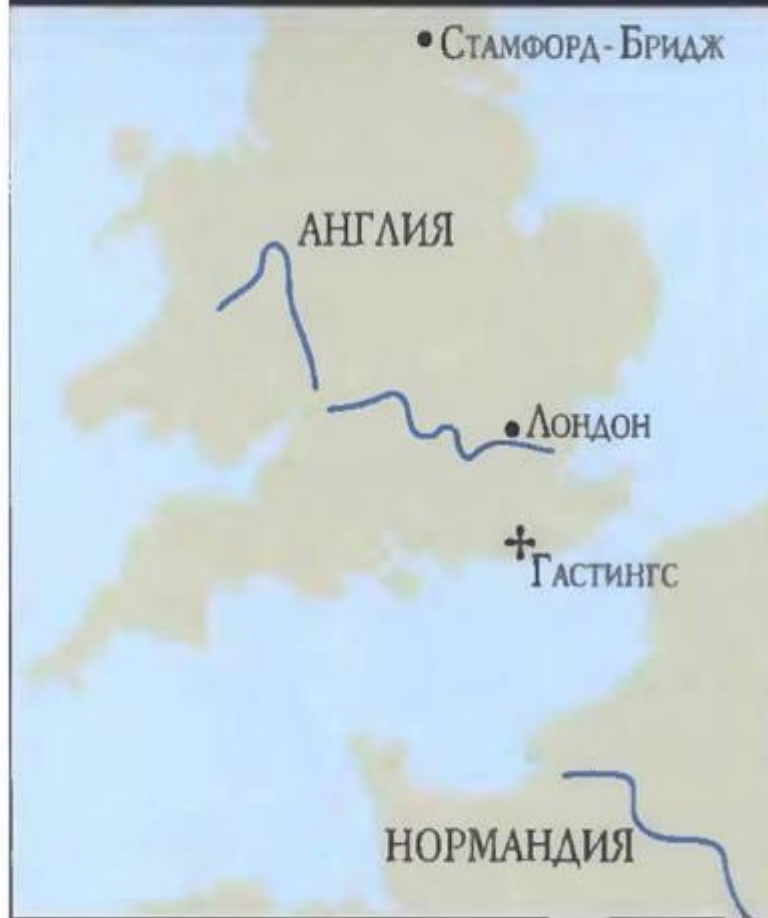 Стамфорд-Бридж
АНГЛИЯ
Лондон
Гастингс
НОРМАНДИЯ